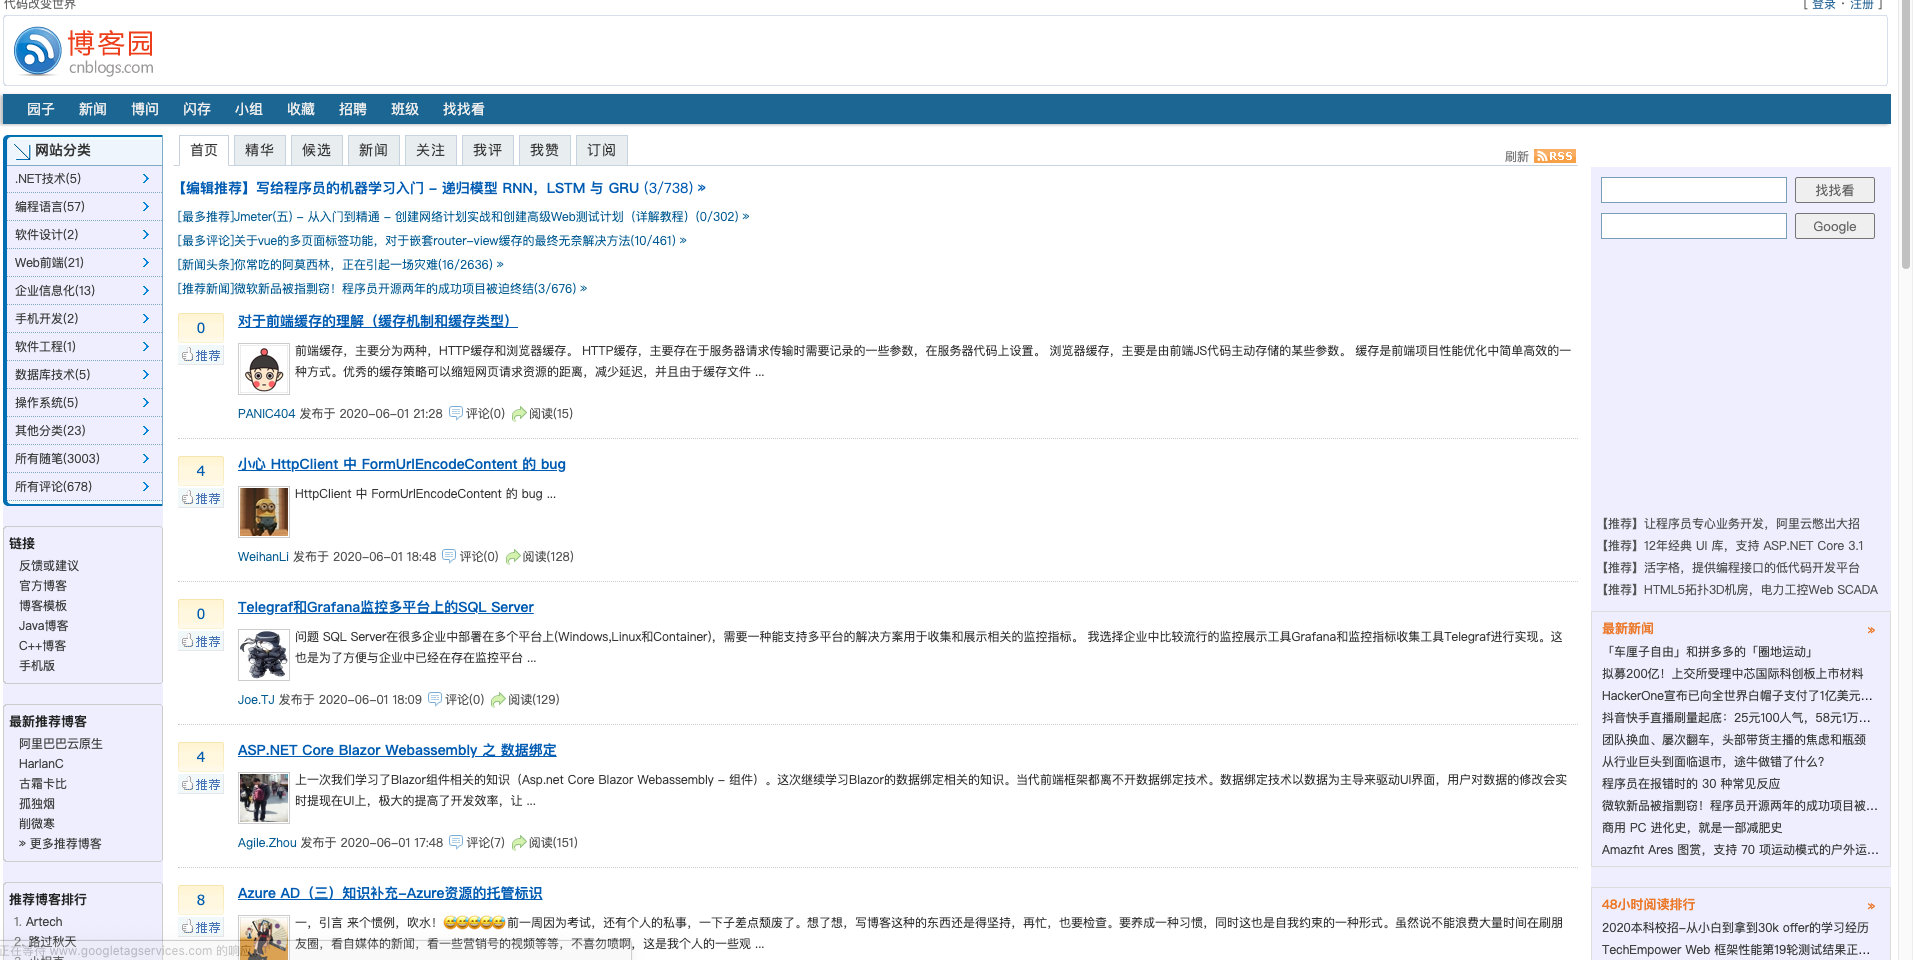 代码改变世界
[ 登录 · 注册 ]
博客园
cnblogs.com
园子 新闻 博问 闪存 小组 收藏 招聘 班级 找找看
网站分类
.NET技术(5)
编程语言(57)
软件设计(2)
Web前端(21)
企业信息化(13)
手机开发(2)
软件工程(1)
数据库技术(5)
操作系统(5)
其他分类(23)
所有随笔(3003)
所有评论(678)
链接
反馈或建议
官方博客
博客模板
Java博客
C++博客
手机版
最新推荐博客
阿里巴巴云原生
HarlanC
古霜卡比
孤独烟
削微寒
» 更多推荐博客
推荐博客排行
1. Artech
2. 路过秋天
正在等待 www.googletagservices.com 的响应
首页 精华 候选 新闻 关注 我评 我赞 订阅
刷新 RSS
【编辑推荐】写给程序员的机器学习入门 - 递归模型 RNN，LSTM 与 GRU (3/738) »
[最多推荐]Jmeter(五) - 从入门到精通 - 创建网络计划实战和创建高级Web测试计划（详解教程）(0/302) »
[最多评论]关于vue的多页面标签功能，对于嵌套router-view缓存的最终无奈解决方法(10/461) »
[新闻头条]你常吃的阿莫西林，正在引起一场灾难(16/2636) »
[推荐新闻]微软新品被指剽窃！程序员开源两年的成功项目被迫终结(3/676) »
0
推荐
对于前端缓存的理解（缓存机制和缓存类型）
前端缓存，主要分为两种，HTTP缓存和浏览器缓存。 HTTP缓存，主要存在于服务器请求传输时需要记录的一些参数，在服务器代码上设置。 浏览器缓存，主要是由前端JS代码主动存储的某些参数。 缓存是前端项目性能优化中简单高效的一
种方式。优秀的缓存策略可以缩短网页请求资源的距离，减少延迟，并且由于缓存文件 ...
PANIC404 发布于 2020-06-01 21:28 评论(0) 阅读(15)
4
推荐
小心 HttpClient 中 FormUrlEncodeContent 的 bug
HttpClient 中 FormUrlEncodeContent 的 bug ...
WeihanLi 发布于 2020-06-01 18:48 评论(0) 阅读(128)
0
推荐
Telegraf和Grafana监控多平台上的SQL Server
问题 SQL Server在很多企业中部署在多个平台上(Windows,Linux和Container)，需要一种能支持多平台的解决方案用于收集和展示相关的监控指标。 我选择企业中比较流行的监控展示工具Grafana和监控指标收集工具Telegraf进行实现。这
也是为了方便与企业中已经在存在监控平台 ...
Joe.TJ 发布于 2020-06-01 18:09 评论(0) 阅读(129)
4
推荐
ASP.NET Core Blazor Webassembly 之 数据绑定
上一次我们学习了Blazor组件相关的知识（Asp.net Core Blazor Webassembly - 组件）。这次继续学习Blazor的数据绑定相关的知识。当代前端框架都离不开数据绑定技术。数据绑定技术以数据为主导来驱动UI界面，用户对数据的修改会实
时提现在UI上，极大的提高了开发效率，让 ...
Agile.Zhou 发布于 2020-06-01 17:48 评论(7) 阅读(151)
8
推荐
Azure AD（三）知识补充-Azure资源的托管标识
一，引言 来个惯例，吹水！😅😅😅😅😅前一周因为考试，还有个人的私事，一下子差点颓废了。想了想，写博客这种的东西还是得坚持，再忙，也要检查。要养成一种习惯，同时这也是自我约束的一种形式。虽然说不能浪费大量时间在刷朋
友圈，看自媒体的新闻，看一些营销号的视频等等，不喜勿喷啊，这是我个人的一些观 ...
找找看
Google
【推荐】让程序员专心业务开发，阿里云憋出大招
【推荐】12年经典 UI 库，支持 ASP.NET Core 3.1
【推荐】活字格，提供编程接口的低代码开发平台
【推荐】HTML5拓扑3D机房，电力工控Web SCADA
最新新闻 »
「车厘子自由」和拼多多的「圈地运动」
拟募200亿！上交所受理中芯国际科创板上市材料
HackerOne宣布已向全世界白帽子支付了1亿美元...
抖音快手直播刷量起底：25元100人气，58元1万...
团队换血、屡次翻车，头部带货主播的焦虑和瓶颈
从行业巨头到面临退市，途牛做错了什么?
程序员在报错时的 30 种常见反应
微软新品被指剽窃！程序员开源两年的成功项目被...
商用 PC 进化史，就是一部减肥史
Amazfit Ares 图赏，支持 70 项运动模式的户外运...
48小时阅读排行 »
2020本科校招-从小白到拿到30k offer的学习经历
TechEmpower Web 框架性能第19轮测试结果正...